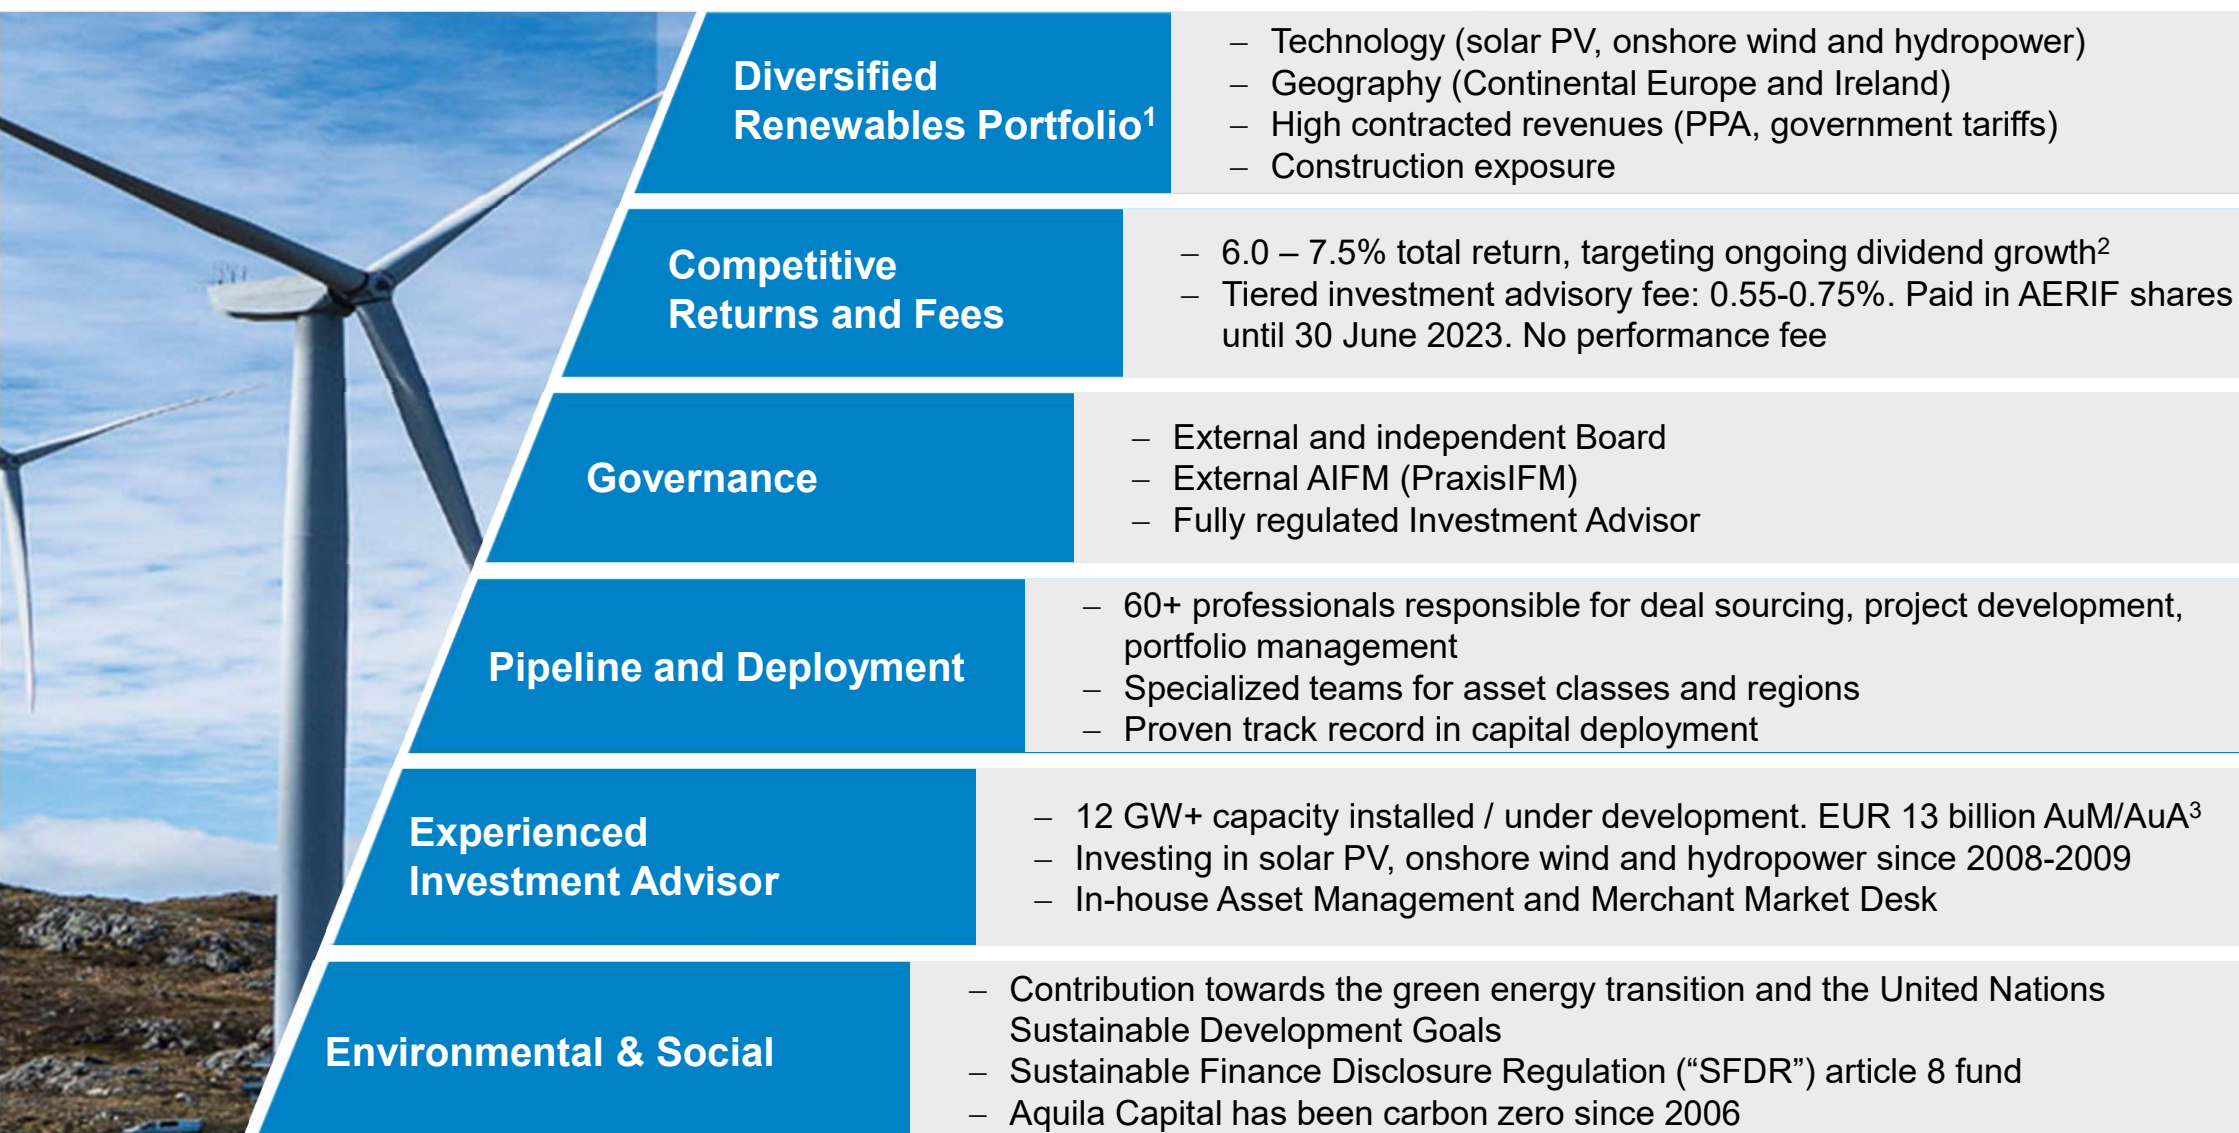 Diversified
Renewables Portfolio¹
– Technology (solar PV, onshore wind and hydropower)
– Geography (Continental Europe and Ireland)
– High contracted revenues (PPA, government tariffs)
– Construction exposure
Competitive
Returns and Fees
– 6.0 – 7.5% total return, targeting ongoing dividend growth²
– Tiered investment advisory fee: 0.55-0.75%. Paid in AERIF shares
until 30 June 2023. No performance fee
Governance
– External and independent Board
– External AIFM (PraxisIFM)
– Fully regulated Investment Advisor
Pipeline and Deployment
– 60+ professionals responsible for deal sourcing, project development,
portfolio management
– Specialized teams for asset classes and regions
– Proven track record in capital deployment
Experienced
Investment Advisor
– 12 GW+ capacity installed / under development. EUR 13 billion AuM/AuA³
– Investing in solar PV, onshore wind and hydropower since 2008-2009
– In-house Asset Management and Merchant Market Desk
Environmental & Social
– Contribution towards the green energy transition and the United Nations
Sustainable Development Goals
– Sustainable Finance Disclosure Regulation (“SFDR”) article 8 fund
– Aquila Capital has been carbon zero since 2006